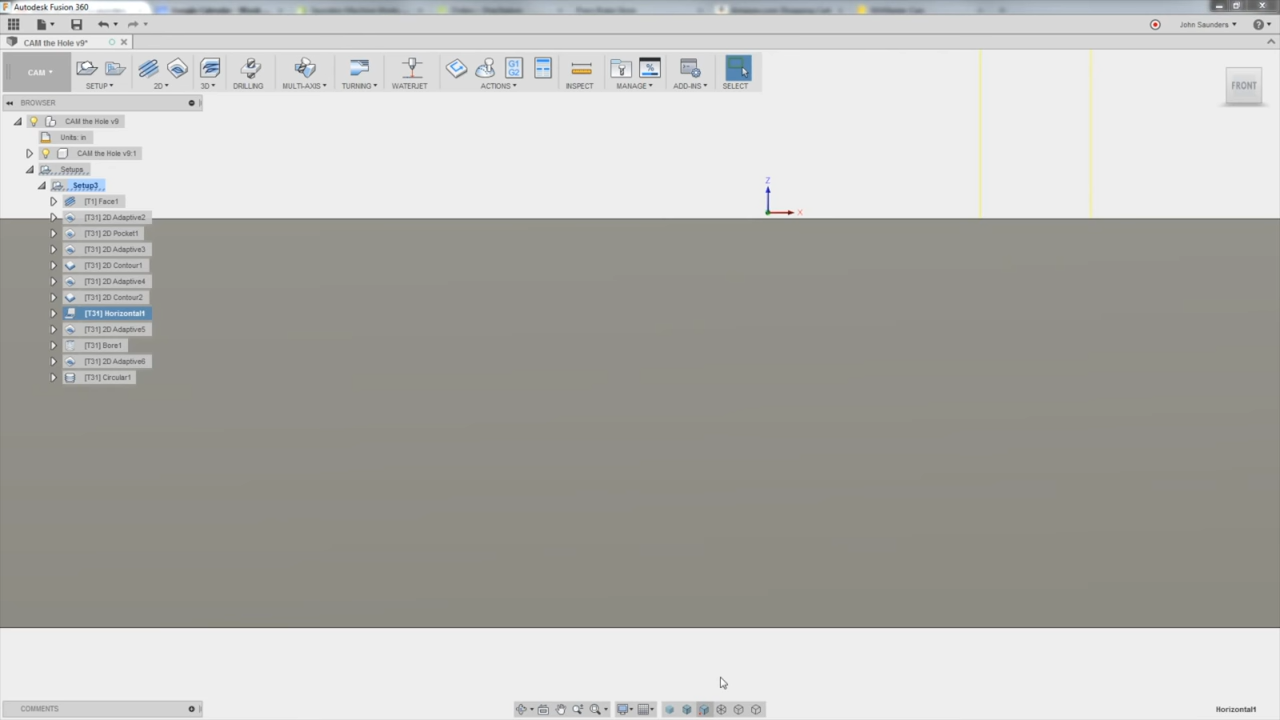 Autodesk Fusion 360
John Saunders
CAM the Hole v9*
CAM
SETUP
2D
3D
DRILLING
MULTI-AXIS
TURNING
WATERJET
G1
G2
ACTIONS
INSPECT
MANAGE
ADD-INS
SELECT
FRONT
BROWSER
CAM the Hole v9
Units: in
CAM the Hole v9:1
Setups
Setup3
[T1] Face1
[T31] 2D Adaptive2
[T31] 2D Pocket1
[T31] 2D Adaptive3
[T31] 2D Contour1
[T31] 2D Adaptive4
[T31] 2D Contour2
[T31] Horizontal1
[T31] 2D Adaptive5
[T31] Bore1
[T31] 2D Adaptive6
[T31] Circular1
Z
X
COMMENTS
Horizontal1